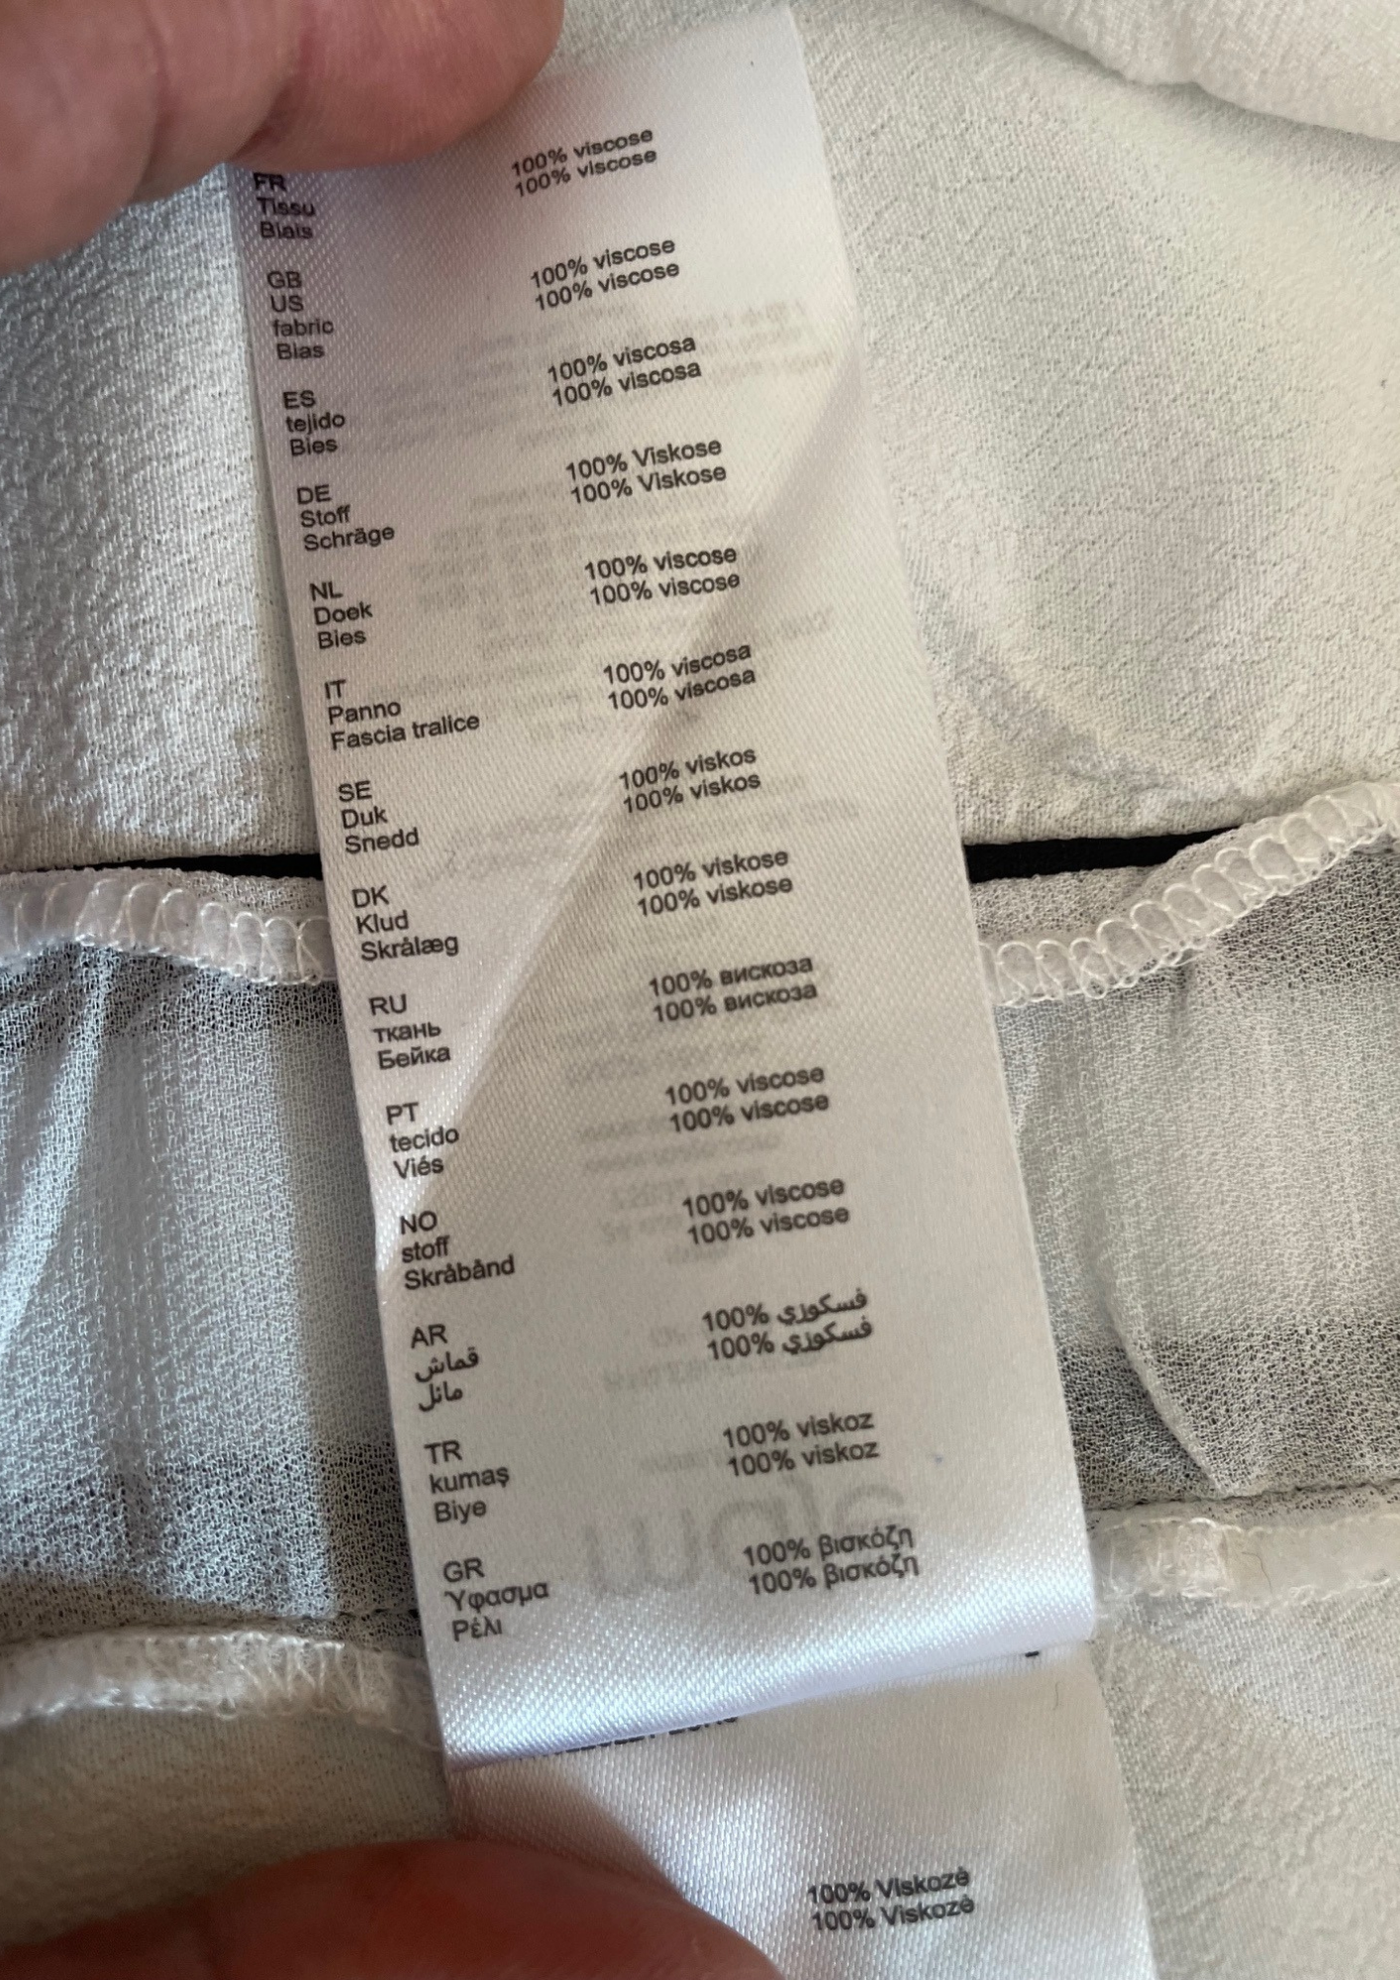 FR
Tissu 100% viscose
Biais 100% viscose
GB
US
fabric 100% viscose
Bias 100% viscose
ES
tejido 100% viscosa
Bies 100% viscosa
DE
Stoff 100% Viskose
Schräge 100% Viskose
NL
Doek 100% viscose
Bies 100% viscose
IT
Panno 100% viscosa
Fascia tralice 100% viscosa
SE
Duk 100% viskos
Snedd 100% viskos
DK
Klud 100% viskose
Skrålæg 100% viskose
RU
ткань 100% вискоза
Бейка 100% вискоза
PT
tecido 100% viscose
Viés 100% viscose
NO
stoff 100% viscose
Skråbånd 100% viscose
AR
قماش 100% فسكوزي
مائل 100% فسكوزي
TR
kumaş 100% viskoz
Biye 100% viskoz
GR
Ύφασμα 100% βισκόζη
Ρέλι 100% βισκόζη
100% Viskozė
100% Viskozė